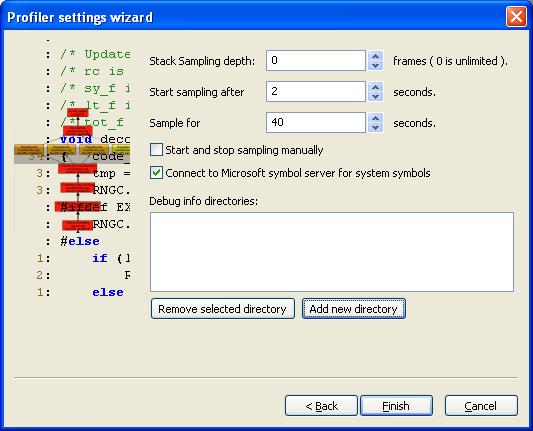 Profiler settings wizard
: /* Update
: /* rc is
: /* sy_f i
: /* lt_f i
: /* tot_f
: void deco
34: { code_
3: tmp =
3: RNGC.
: #ifdef EX
: RNGC.
: #else
1: if (l
2: R
1: else
Stack Sampling depth: 0 frames ( 0 is unlimited ).
Start sampling after 2 seconds.
Sample for 40 seconds.
Start and stop sampling manually
Connect to Microsoft symbol server for system symbols
Debug info directories:
Remove selected directory Add new directory
< Back Finish Cancel